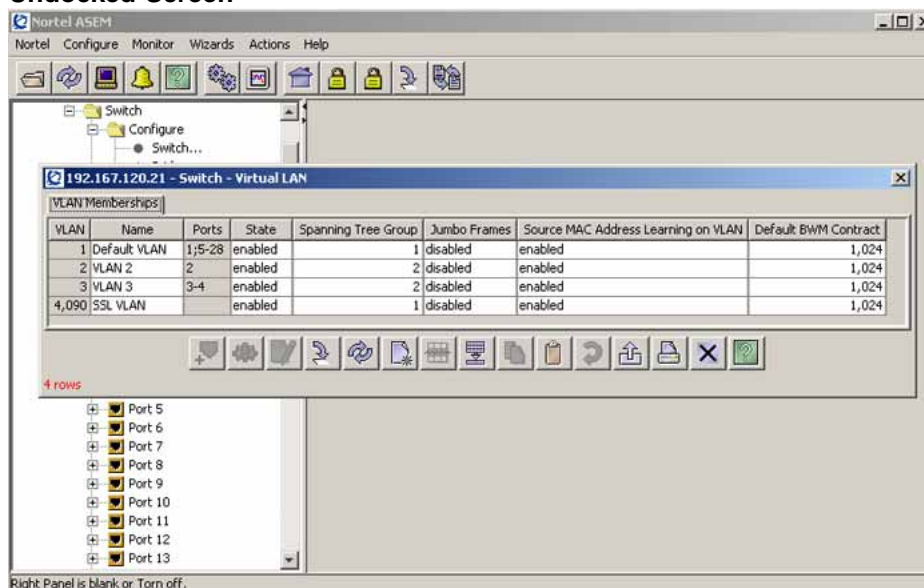 Undocked Screen
Nortel ASEM
Nortel Configure Monitor Wizards Actions Help
Switch
Configure
Switch...
192.167.120.21 - Switch - Virtual LAN
VLAN Memberships
VLAN Name Ports State Spanning Tree Group Jumbo Frames Source MAC Address Learning on VLAN Default BWM Contract
1 Default VLAN 1;5-28 enabled 1 disabled enabled 1,024
2 VLAN 2 2 enabled 2 disabled enabled 1,024
3 VLAN 3 3-4 enabled 2 disabled enabled 1,024
4,090 SSL VLAN enabled 1 disabled enabled 1,024
4 rows
Port 5
Port 6
Port 7
Port 8
Port 9
Port 10
Port 11
Port 12
Port 13
Right Panel is blank or Torn off.